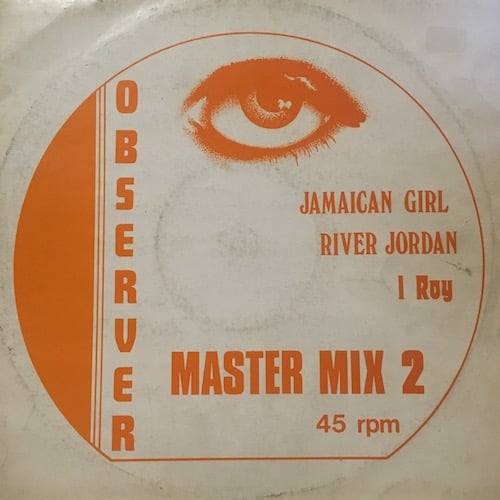 OBSERVER
JAMAICAN GIRL
RIVER JORDAN
I Roy
MASTER MIX 2
45 rpm